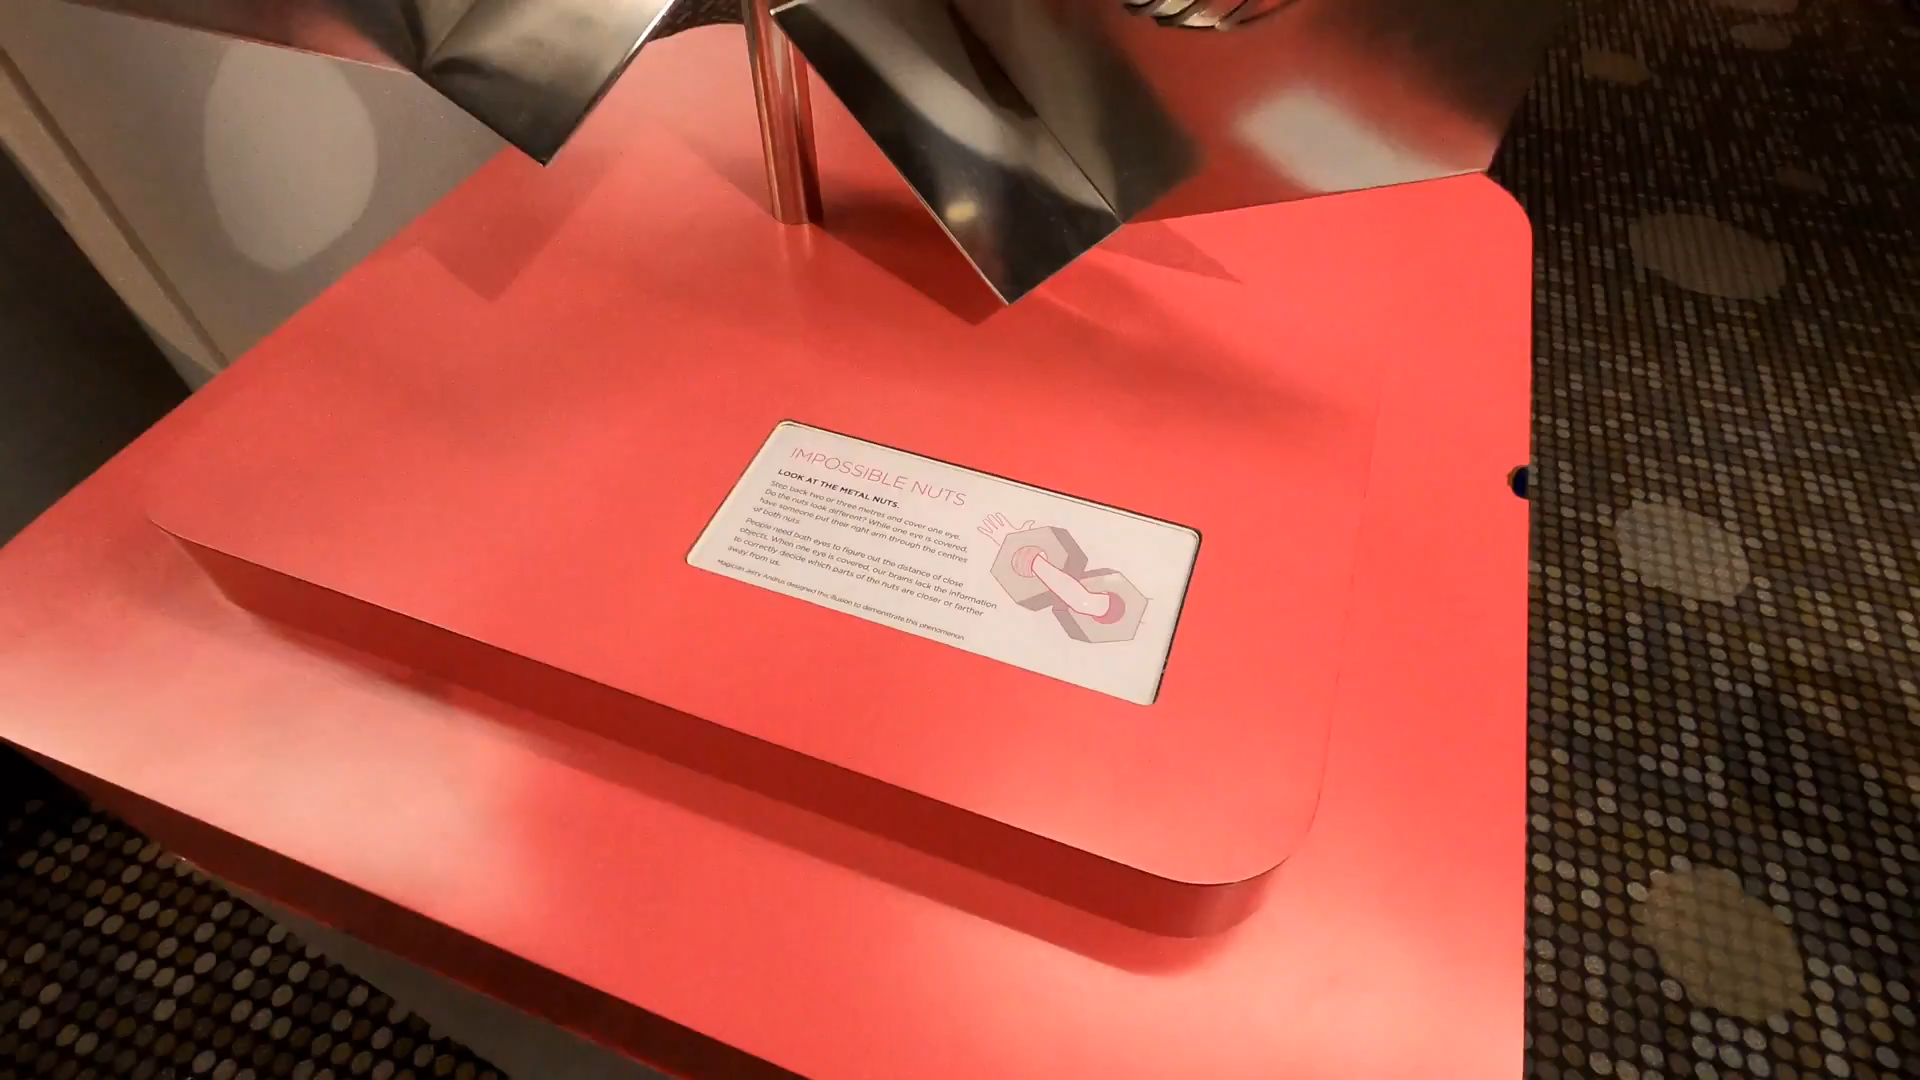 IMPOSSIBLE NUTS
LOOK AT THE METAL NUTS.
Step back two or three metres and cover one eye.
Do the nuts look different? While one eye is covered,
have someone put their right arm through the centres
of both nuts.
People need both eyes to figure out the distance of close
objects. When one eye is covered, our brains lack the information
to correctly decide which parts of the nuts are closer or farther
away from us.
*Magician Jerry Andrus designed this illusion to demonstrate this phenomenon.